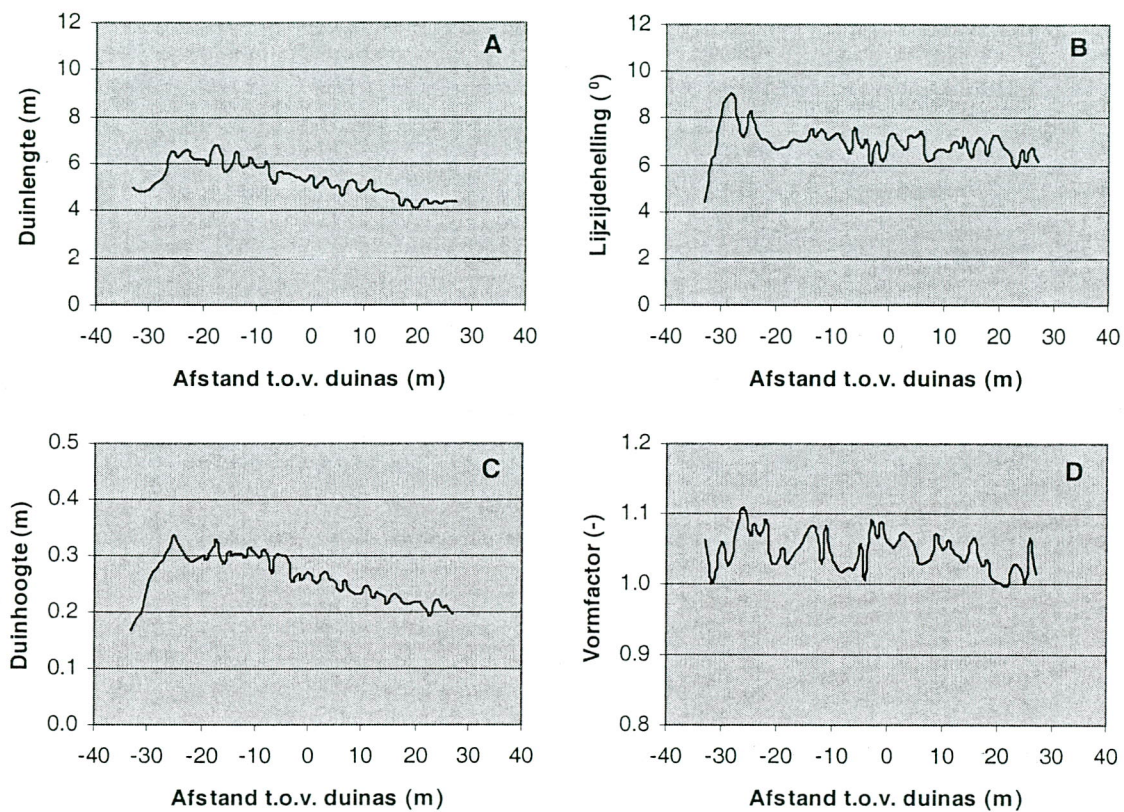 A
Duinlengte (m)
12
10
8
6
4
2
0
-40 -30 -20 -10 0 10 20 30 40
Afstand t.o.v. duinas (m)
B
Lijzijdehelling (⁰)
12
10
8
6
4
2
0
-40 -30 -20 -10 0 10 20 30 40
Afstand t.o.v. duinas (m)
C
Duinhoogte (m)
0.5
0.4
0.3
0.2
0.1
0.0
-40 -30 -20 -10 0 10 20 30 40
Afstand t.o.v. duinas (m)
D
Vormfactor (-)
1.2
1.1
1.0
0.9
0.8
-40 -30 -20 -10 0 10 20 30 40
Afstand t.o.v. duinas (m)